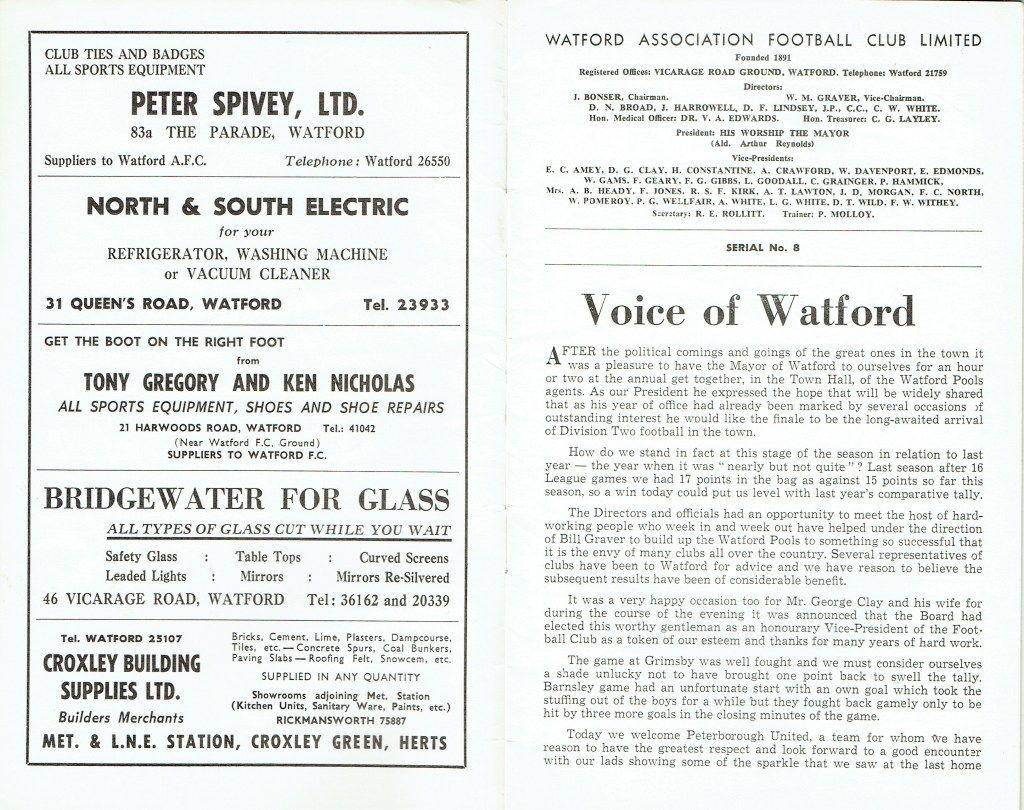 CLUB TIES AND BADGES
ALL SPORTS EQUIPMENT
PETER SPIVEY, LTD.
83a THE PARADE, WATFORD
Suppliers to Watford A.F.C. Telephone: Watford 26550
NORTH & SOUTH ELECTRIC
for your
REFRIGERATOR, WASHING MACHINE
or VACUUM CLEANER
31 QUEEN'S ROAD, WATFORD Tel. 23933
GET THE BOOT ON THE RIGHT FOOT
from
TONY GREGORY AND KEN NICHOLAS
ALL SPORTS EQUIPMENT, SHOES AND SHOE REPAIRS
21 HARWOODS ROAD, WATFORD Tel.: 41042
(Near Watford F.C. Ground)
SUPPLIERS TO WATFORD F.C.
BRIDGEWATER FOR GLASS
ALL TYPES OF GLASS CUT WHILE YOU WAIT
Safety Glass : Table Tops : Curved Screens
Leaded Lights : Mirrors : Mirrors Re-Silvered
46 VICARAGE ROAD, WATFORD Tel: 36162 and 20339
Tel. WATFORD 25107
CROXLEY BUILDING
SUPPLIES LTD.
Builders Merchants
Bricks, Cement, Lime, Plasters, Dampcourse,
Tiles, etc. — Concrete Spurs, Coal Bunkers,
Paving Slabs — Roofing Felt, Snowcem, etc.
SUPPLIED IN ANY QUANTITY
Showrooms adjoining Met. Station
(Kitchen Units, Sanitary Ware, Paints, etc.)
RICKMANSWORTH 75887
MET. & L.N.E. STATION, CROXLEY GREEN, HERTS
WATFORD ASSOCIATION FOOTBALL CLUB LIMITED
Founded 1891
Registered Offices: VICARAGE ROAD GROUND, WATFORD. Telephone: Watford 21759
Directors:
J. BONSER, Chairman. W. M. GRAVER, Vice-Chairman.
D. N. BROAD, J. HARROWELL, D. F. LINDSEY, J.P., C.C., C. W. WHITE.
Hon. Medical Officer: DR. V. A. EDWARDS. Hon. Treasurer: C. G. LAYLEY.
President: HIS WORSHIP THE MAYOR
(Ald. Arthur Reynolds)
Vice-Presidents:
E. C. AMEY, D. G. CLAY, H. CONSTANTINE, A. CRAWFORD, W. DAVENPORT, E. EDMONDS,
W. GAMS, F. GEARY, F. G. GIBBS, L. GOODALL, C. GRAINGER, P. HAMMICK,
Mrs. A. B. HEADY, F. JONES, R. S. F. KIRK, A. T. LAWTON, J. D. MORGAN, F. C. NORTH,
W. POMEROY, P. G. WELLFAIR, A. WHITE, L. G. WHITE, D. T. WILD, F. W. WITHEY.
Secretary: R. E. ROLLITT. Trainer: P. MOLLOY.
SERIAL No. 8
Voice of Watford
AFTER the political comings and goings of the great ones in the town it
was a pleasure to have the Mayor of Watford to ourselves for an hour
or two at the annual get together, in the Town Hall, of the Watford Pools
agents. As our President he expressed the hope that will be widely shared
that as his year of office had already been marked by several occasions of
outstanding interest he would like the finale to be the long-awaited arrival
of Division Two football in the town.
How do we stand in fact at this stage of the season in relation to last
year — the year when it was "nearly but not quite"? Last season after 16
League games we had 17 points in the bag as against 15 points so far this
season, so a win today could put us level with last year's comparative tally.
The Directors and officials had an opportunity to meet the host of hard-
working people who week in and week out have helped under the direction
of Bill Graver to build up the Watford Pools to something so successful that
it is the envy of many clubs all over the country. Several representatives of
clubs have been to Watford for advice and we have reason to believe the
subsequent results have been of considerable benefit.
It was a very happy occasion too for Mr. George Clay and his wife for
during the course of the evening it was announced that the Board had
elected this worthy gentleman as an honourary Vice-President of the Foot-
ball Club as a token of our esteem and thanks for many years of hard work.
The game at Grimsby was well fought and we must consider ourselves
a shade unlucky not to have brought one point back to swell the tally.
Barnsley game had an unfortunate start with an own goal which took the
stuffing out of the boys for a while but they fought back gamely only to be
hit by three more goals in the closing minutes of the game.
Today we welcome Peterborough United, a team for whom we have
reason to have the greatest respect and look forward to a good encounter
with our lads showing some of the sparkle that we saw at the last home